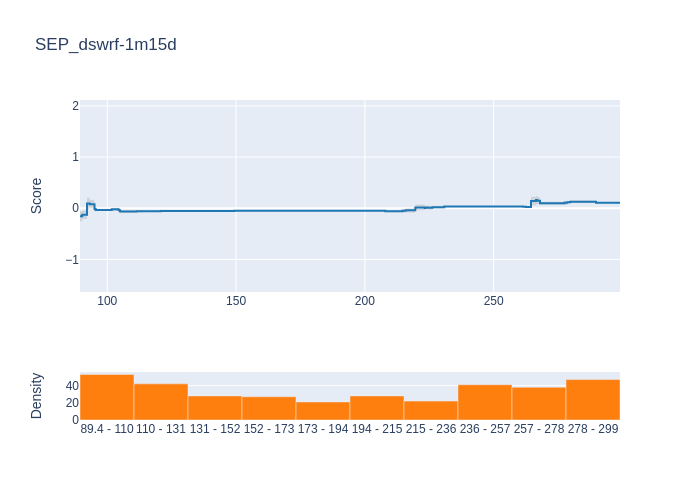 SEP_dswrf-1m15d
2
1
0
−1
Score
100
150
200
250
40
20
0
Density
89.4 - 110
110 - 131
131 - 152
152 - 173
173 - 194
194 - 215
215 - 236
236 - 257
257 - 278
278 - 299